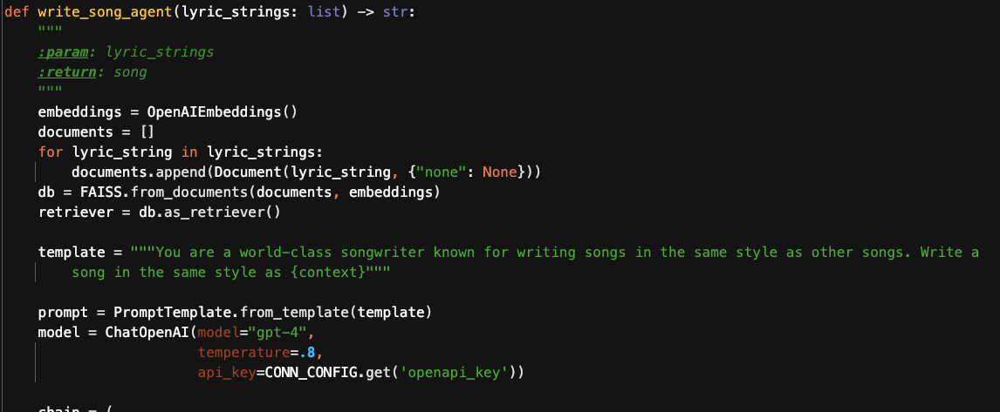 def write_song_agent(lyric_strings: list) -> str:
    """
    :param: lyric_strings
    :return: song
    """
    embeddings = OpenAIEmbeddings()
    documents = []
    for lyric_string in lyric_strings:
        documents.append(Document(lyric_string, {"none": None}))
    db = FAISS.from_documents(documents, embeddings)
    retriever = db.as_retriever()

    template = """You are a world-class songwriter known for writing songs in the same style as other songs. Write a
        song in the same style as {context}"""

    prompt = PromptTemplate.from_template(template)
    model = ChatOpenAI(model="gpt-4",
                       temperature=.8,
                       api_key=CONN_CONFIG.get('openapi_key'))

    chain = (